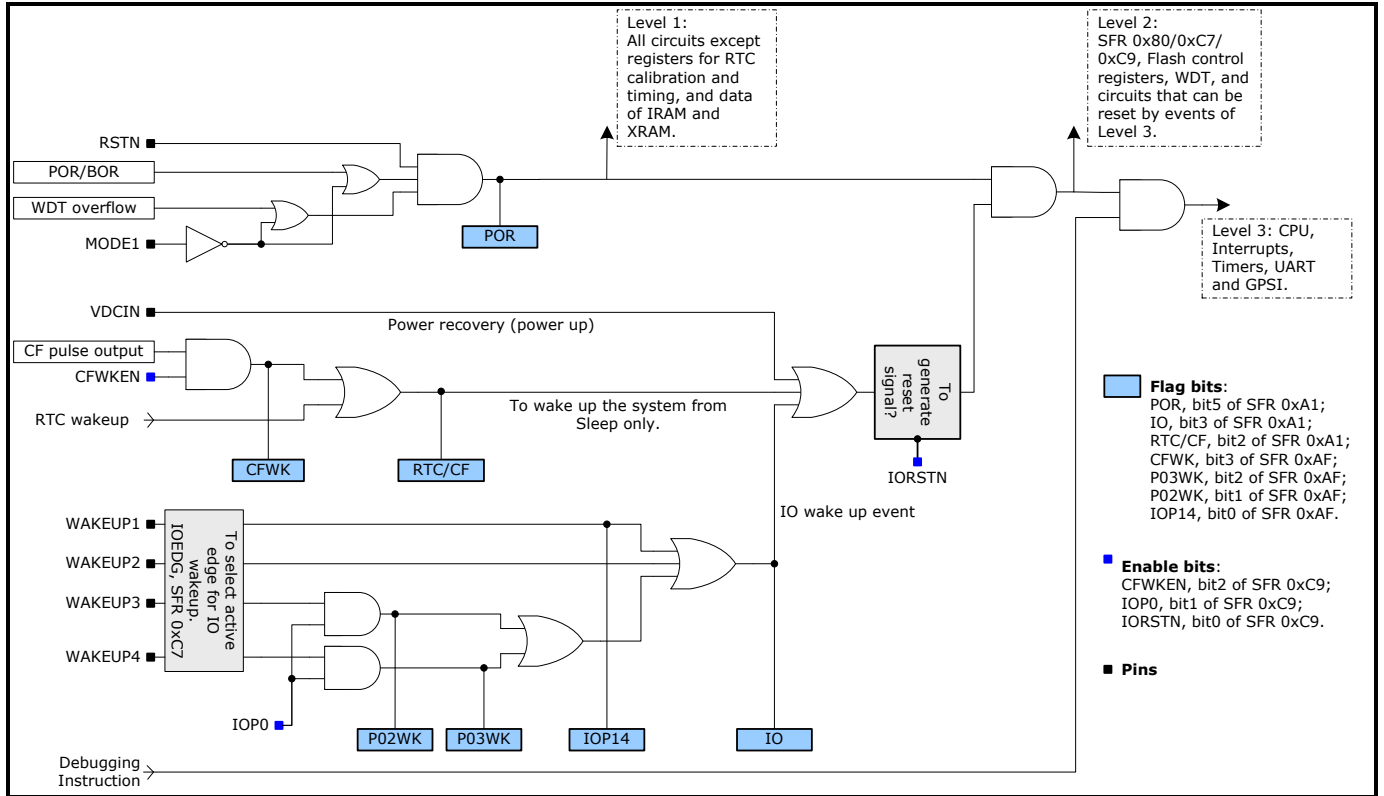 Level 1:
All circuits except
registers for RTC
calibration and
timing, and data
of IRAM and
XRAM.
Level 2:
SFR 0x80/0xC7/
0xC9, Flash control
registers, WDT, and
circuits that can be
reset by events of
Level 3.
RSTN
POR/BOR
WDT overflow
MODE1
POR
Level 3: CPU,
Interrupts,
Timers, UART
and GPSI.
VDCIN
Power recovery (power up)
CF pulse output
CFWKEN
RTC wakeup
To wake up the system from
Sleep only.
CFWK
RTC/CF
To
generate
reset
signal?
IORSTN
IO wake up event
WAKEUP1
WAKEUP2
WAKEUP3
WAKEUP4
To select active
edge for IO
wakeup.
IOEDG, SFR 0xC7
IOP0
P02WK
P03WK
IOP14
IO
Debugging
Instruction
Flag bits:
POR, bit5 of SFR 0xA1;
IO, bit3 of SFR 0xA1;
RTC/CF, bit2 of SFR 0xA1;
CFWK, bit3 of SFR 0xAF;
P03WK, bit2 of SFR 0xAF;
P02WK, bit1 of SFR 0xAF;
IOP14, bit0 of SFR 0xAF.
Enable bits:
CFWKEN, bit2 of SFR 0xC9;
IOP0, bit1 of SFR 0xC9;
IORSTN, bit0 of SFR 0xC9.
Pins